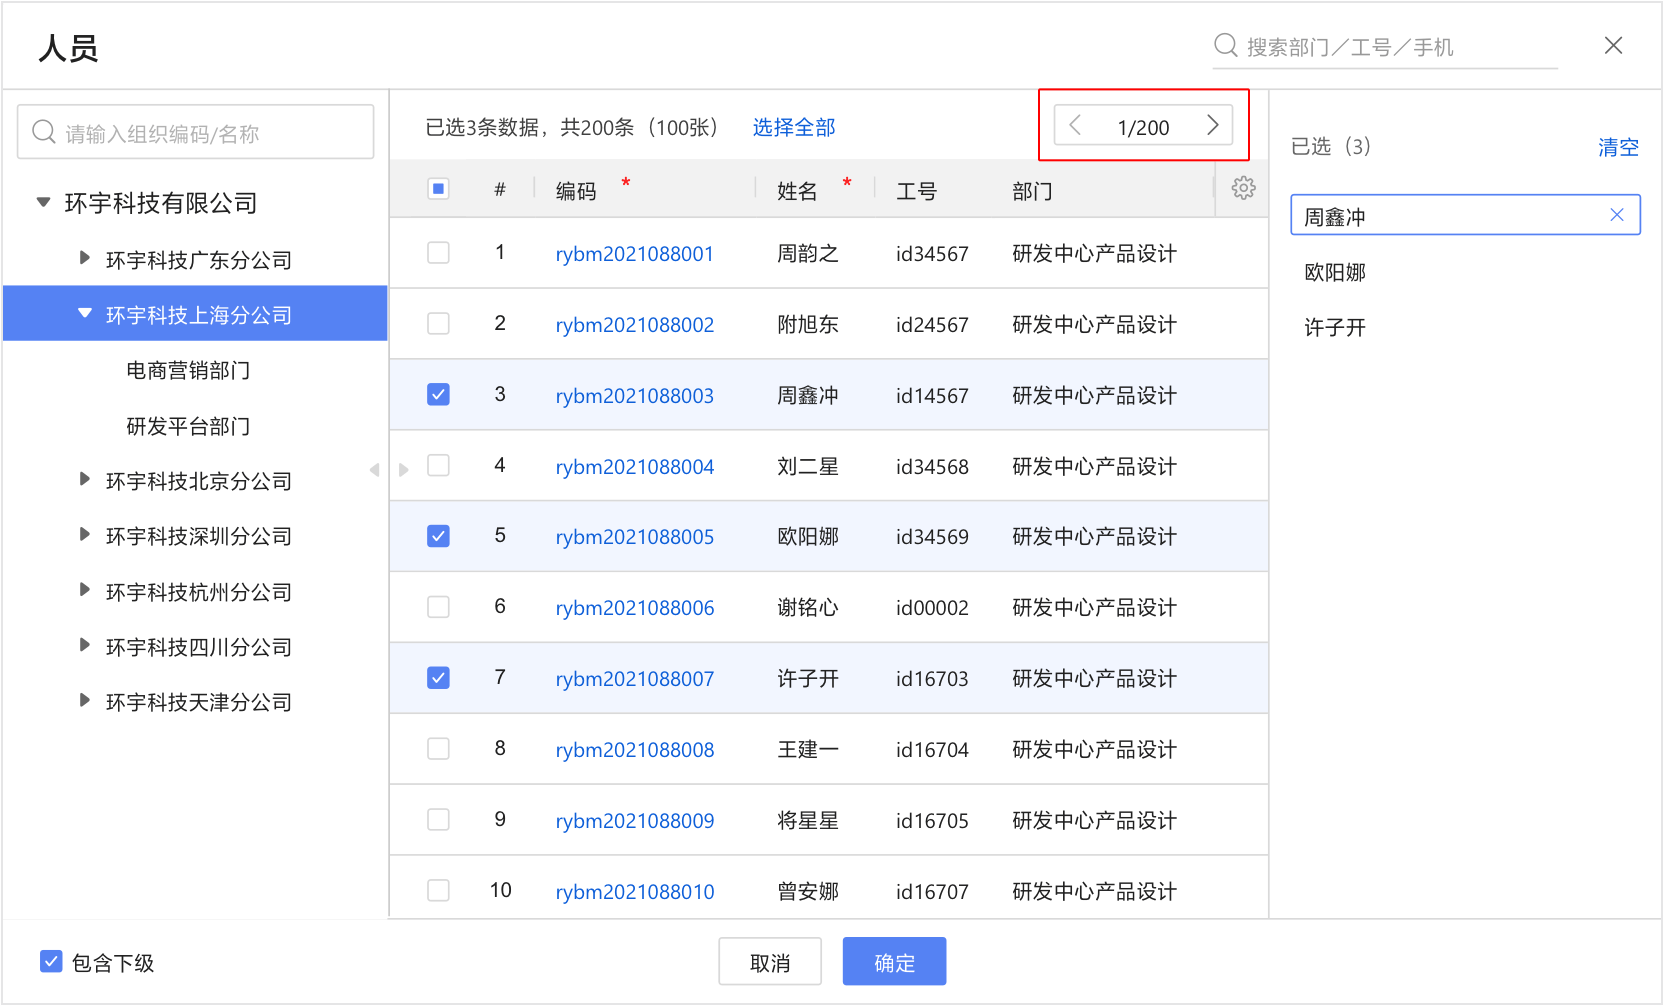 人员
搜索部门／工号／手机
请输入组织编码/名称
环宇科技有限公司
环宇科技广东分公司
环宇科技上海分公司
电商营销部门
研发平台部门
环宇科技北京分公司
环宇科技深圳分公司
环宇科技杭州分公司
环宇科技四川分公司
环宇科技天津分公司
已选3条数据，共200条（100张） 选择全部 1/200
# 编码 * 姓名 * 工号 部门
1 rybm2021088001 周韵之 id34567 研发中心产品设计
2 rybm2021088002 附旭东 id24567 研发中心产品设计
3 rybm2021088003 周鑫冲 id14567 研发中心产品设计
4 rybm2021088004 刘二星 id34568 研发中心产品设计
5 rybm2021088005 欧阳娜 id34569 研发中心产品设计
6 rybm2021088006 谢铭心 id00002 研发中心产品设计
7 rybm2021088007 许子开 id16703 研发中心产品设计
8 rybm2021088008 王建一 id16704 研发中心产品设计
9 rybm2021088009 将星星 id16705 研发中心产品设计
10 rybm2021088010 曾安娜 id16707 研发中心产品设计
已选（3） 清空
周鑫冲
欧阳娜
许子开
包含下级
取消 确定